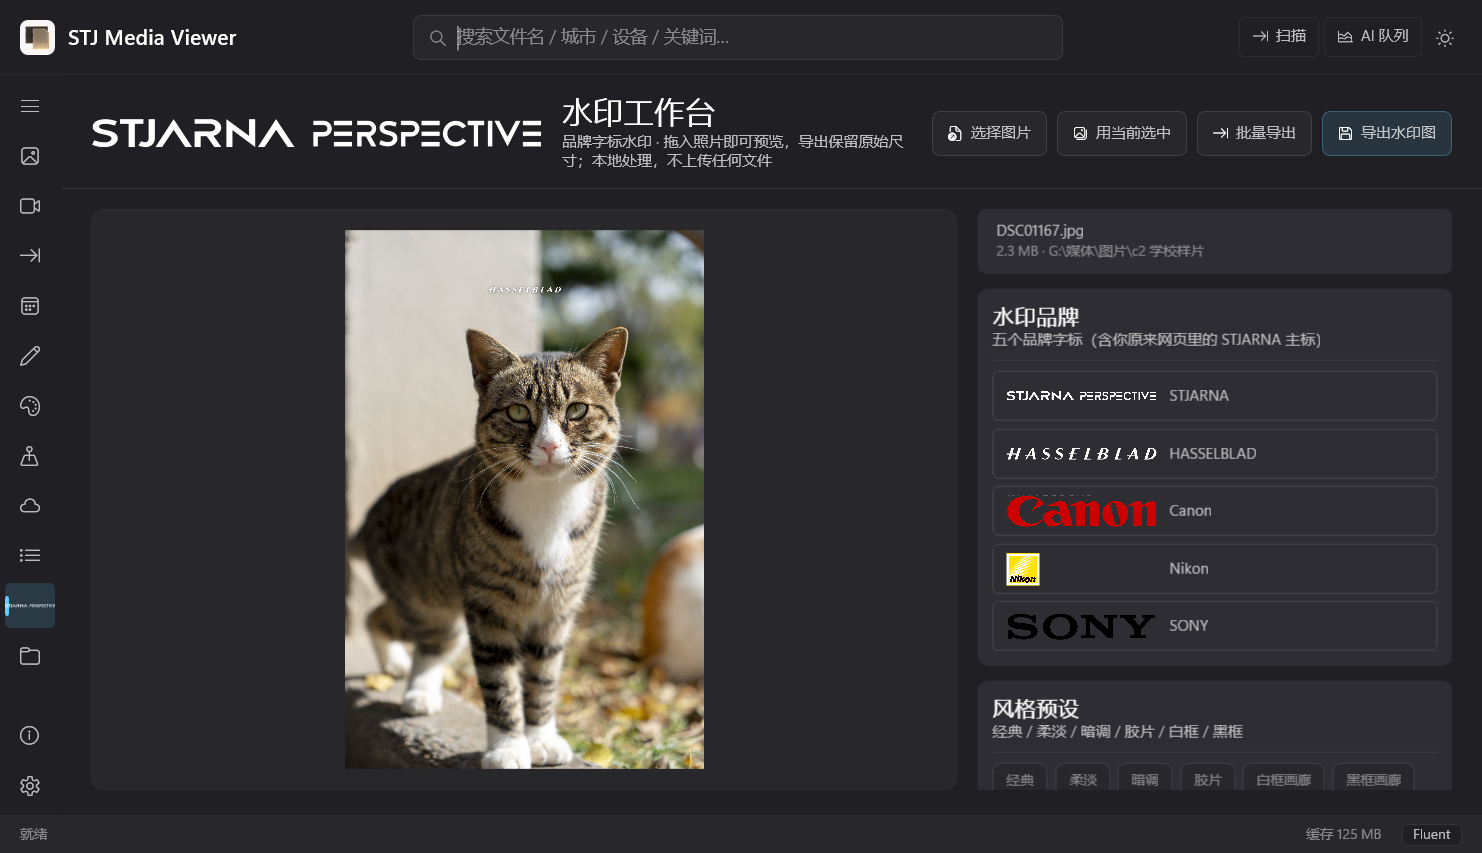 STJ Media Viewer
搜索文件名 / 城市 / 设备 / 关键词...
扫描
AI 队列
STJARNA PERSPECTIVE
水印工作台
品牌字标水印 · 拖入照片即可预览，导出保留原始尺
寸；本地处理，不上传任何文件
选择图片
用当前选中
批量导出
导出水印图
HASSELBLAD
DSC01167.jpg
2.3 MB · G:\媒体\图片\c2 学校样片
水印品牌
五个品牌字标（含你原来网页里的 STJARNA 主标）
STJARNA PERSPECTIVE STJARNA
HASSELBLAD HASSELBLAD
Canon Canon
Nikon Nikon
SONY SONY
风格预设
经典 / 柔淡 / 暗调 / 胶片 / 白框 / 黑框
经典
柔淡
暗调
胶片
白框画廊
黑框画廊
STJARNA PERSPECTIVE
就绪
缓存 125 MB
Fluent